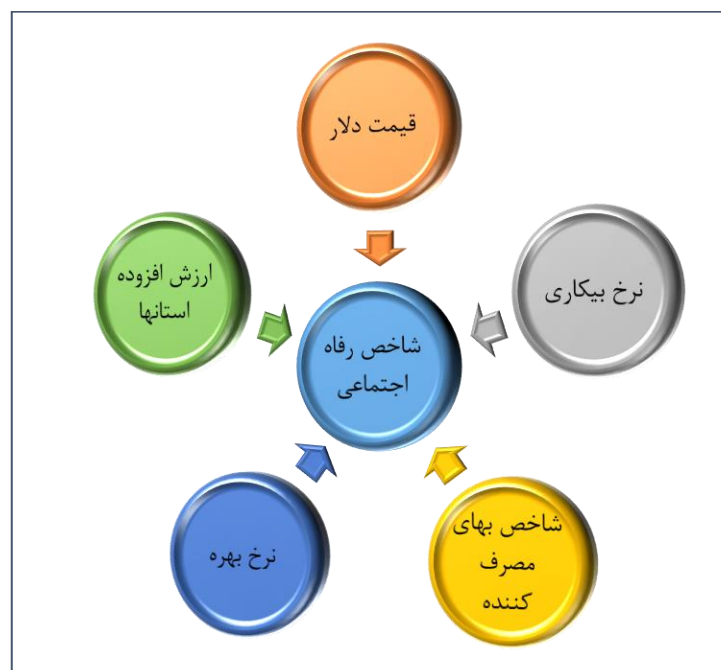 قیمت دلار
نرخ بیکاری
شاخص بهای
مصرف
کننده
نرخ بهره
ارزش افزوده
استانها
شاخص رفاه
اجتماعی